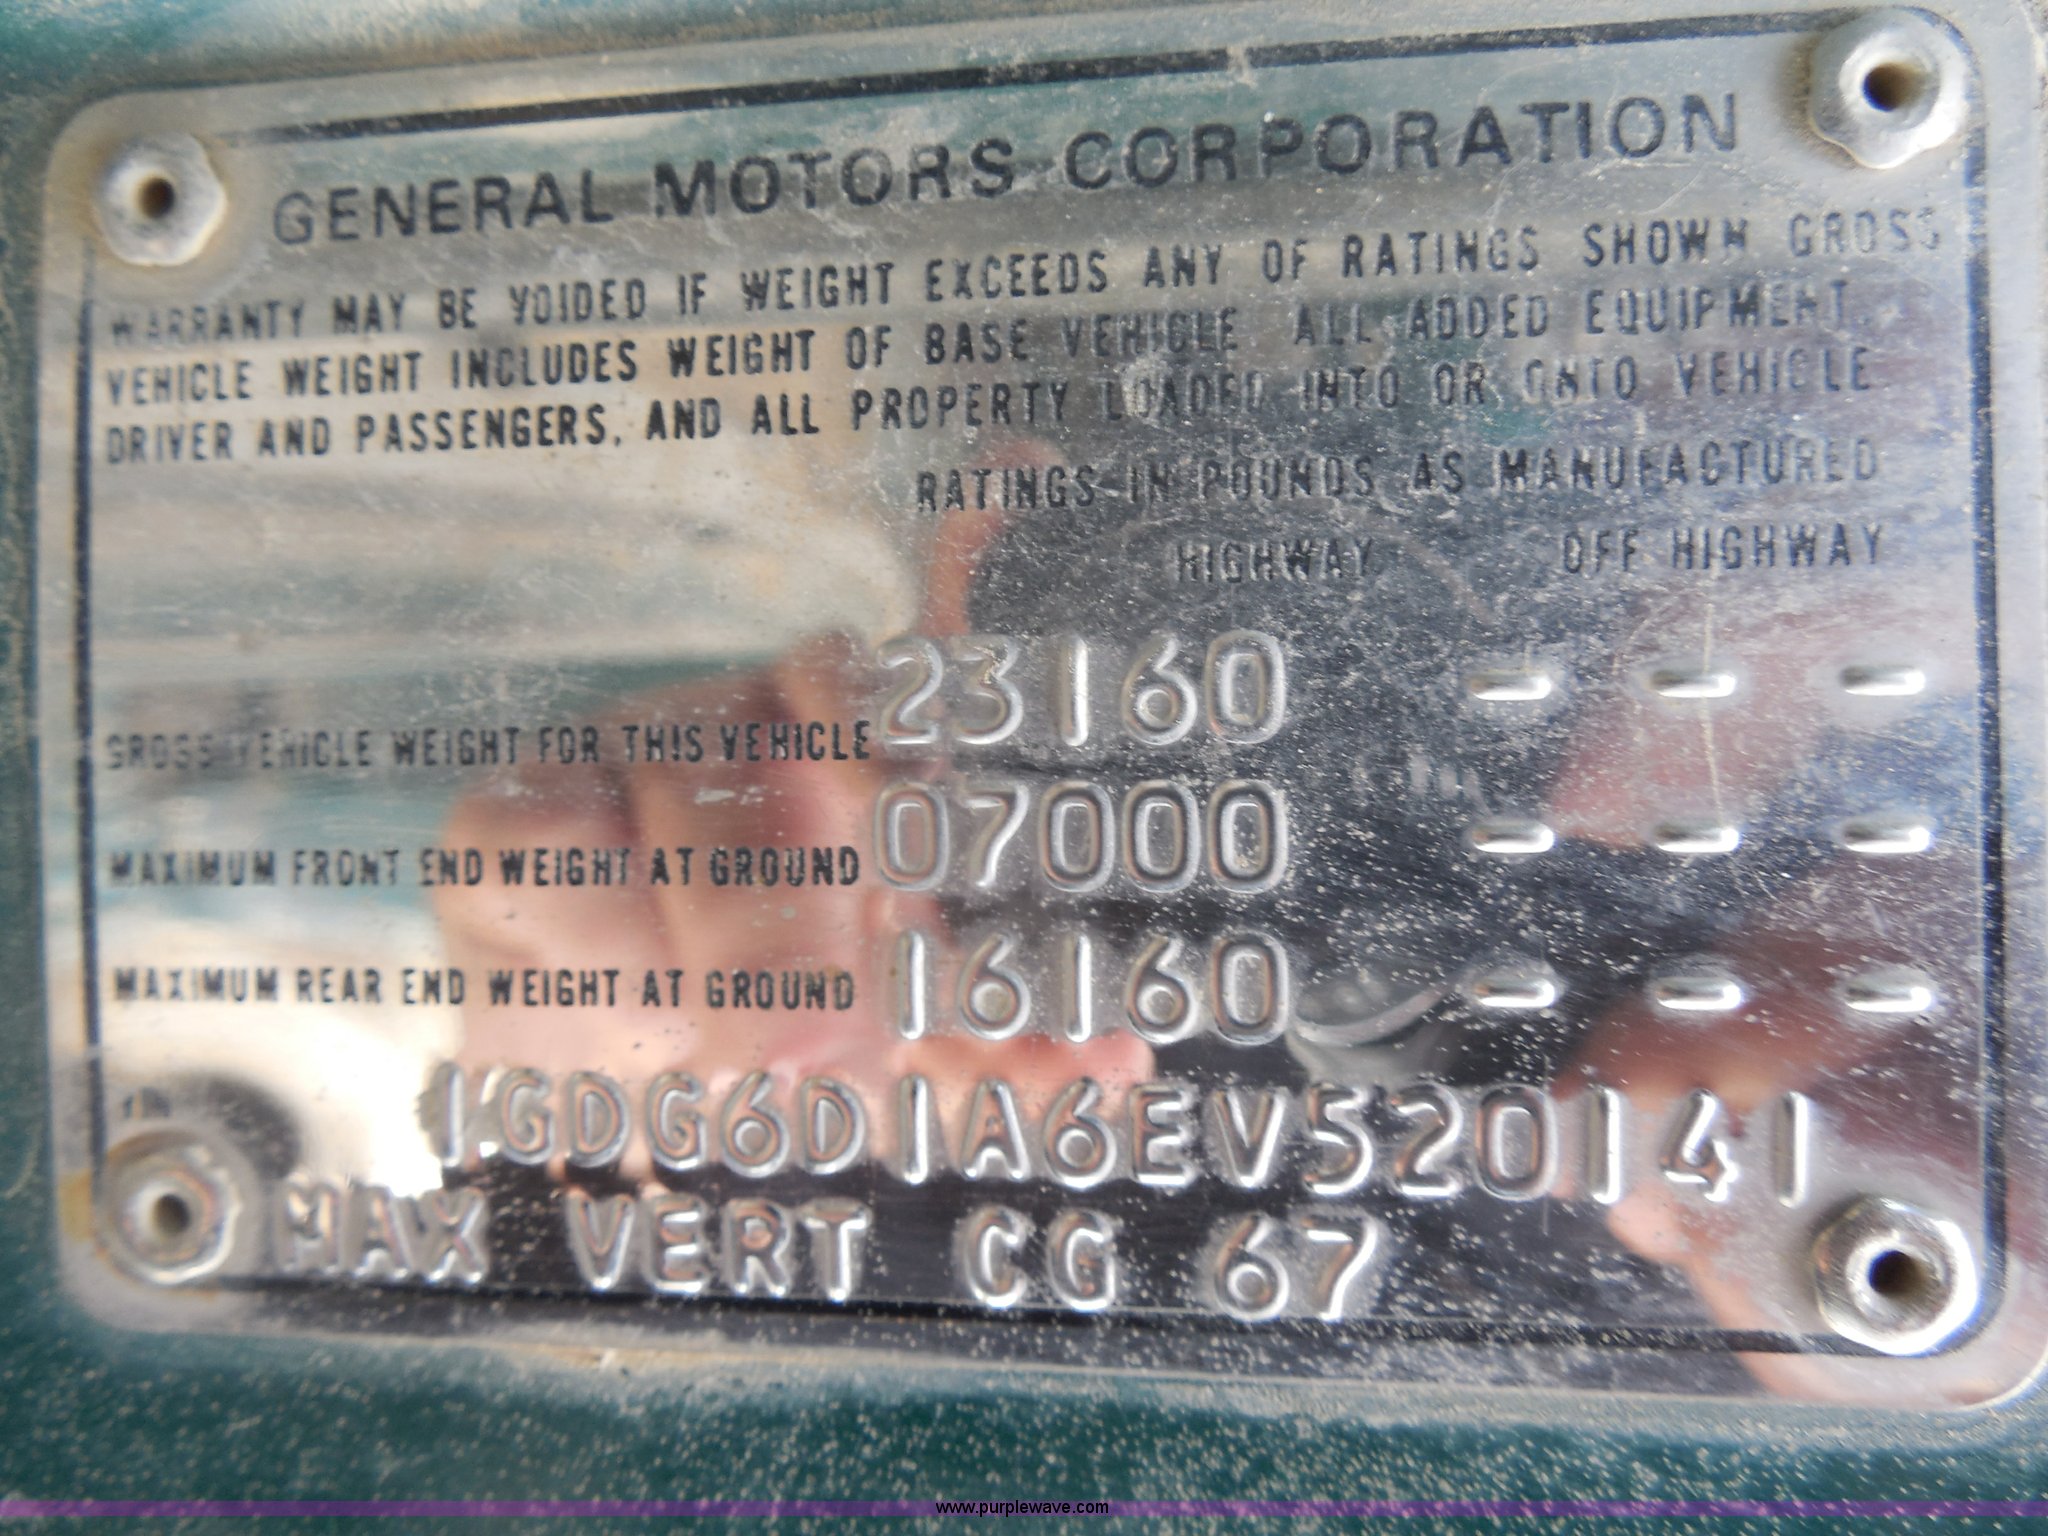 GENERAL MOTORS CORPORATION
WARRANTY MAY BE VOIDED IF WEIGHT EXCEEDS ANY OF RATINGS SHOWN GROSS
VEHICLE WEIGHT INCLUDES WEIGHT OF BASE VEHICLE ALL ADDED EQUIPMENT,
DRIVER AND PASSENGERS, AND ALL PROPERTY LOADED INTO OR ONTO VEHICLE
RATINGS IN POUNDS AS MANUFACTURED
HIGHWAY OFF HIGHWAY
GROSS VEHICLE WEIGHT FOR THIS VEHICLE 23160 - - -
MAXIMUM FRONT END WEIGHT AT GROUND 07000 - - -
MAXIMUM REAR END WEIGHT AT GROUND 16160 - - -
VIN 1GDG6D1A6EV520141
MAX VERT CG 67
www.purplewave.com